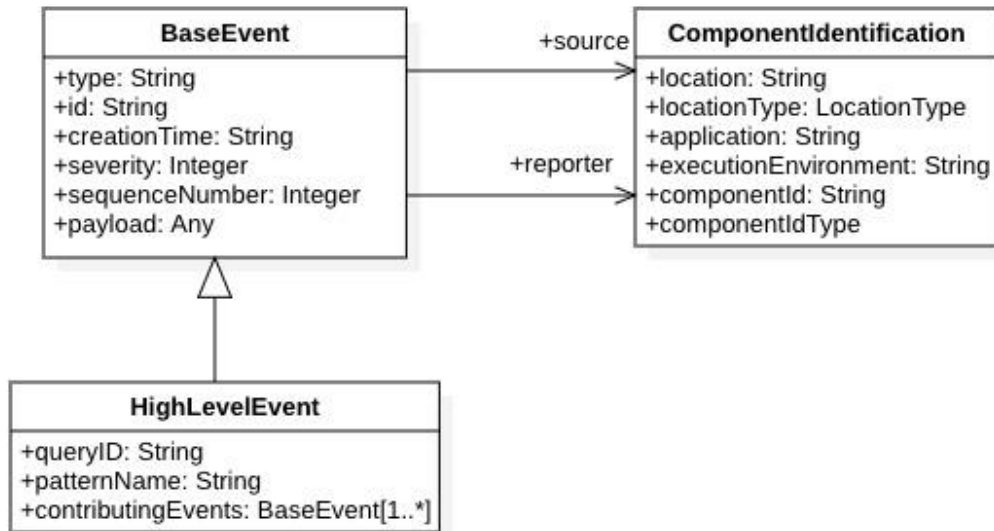 BaseEvent
+type: String
+id: String
+creationTime: String
+severity: Integer
+sequenceNumber: Integer
+payload: Any
+source
+reporter
ComponentIdentification
+location: String
+locationType: LocationType
+application: String
+executionEnvironment: String
+componentId: String
+componentIdType
HighLevelEvent
+queryID: String
+patternName: String
+contributingEvents: BaseEvent[1..*]